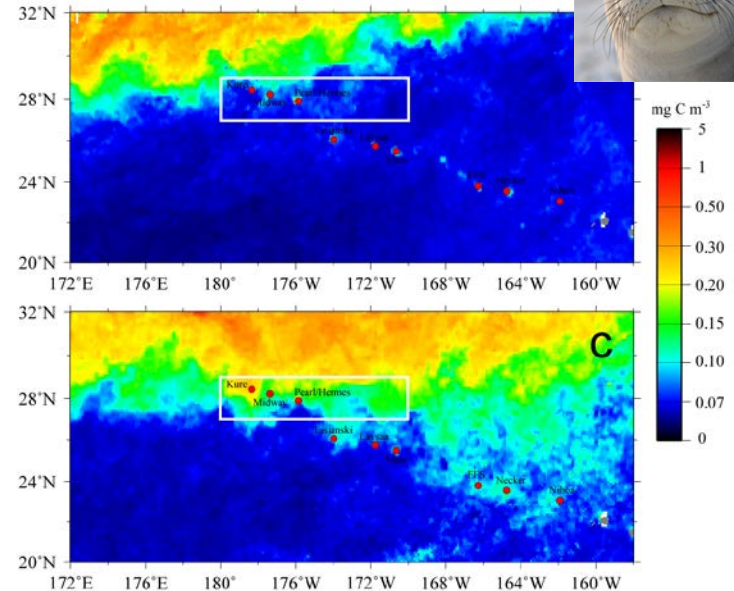 32°N
28°N
24°N
20°N
Kure
Midway
Pearl/Hermes
172°E 176°E 180° 176°W 172°W 168°W 164°W 160°W
mg C m-3
5
1
0.50
0.30
0.20
0.15
0.10
0.07
0
32°N
28°N
24°N
20°N
C
Kure
Midway
Pearl/Hermes
Lisianski
Laysan
FFS
Necker
Nihoa
172°E 176°E 180° 176°W 172°W 168°W 164°W 160°W